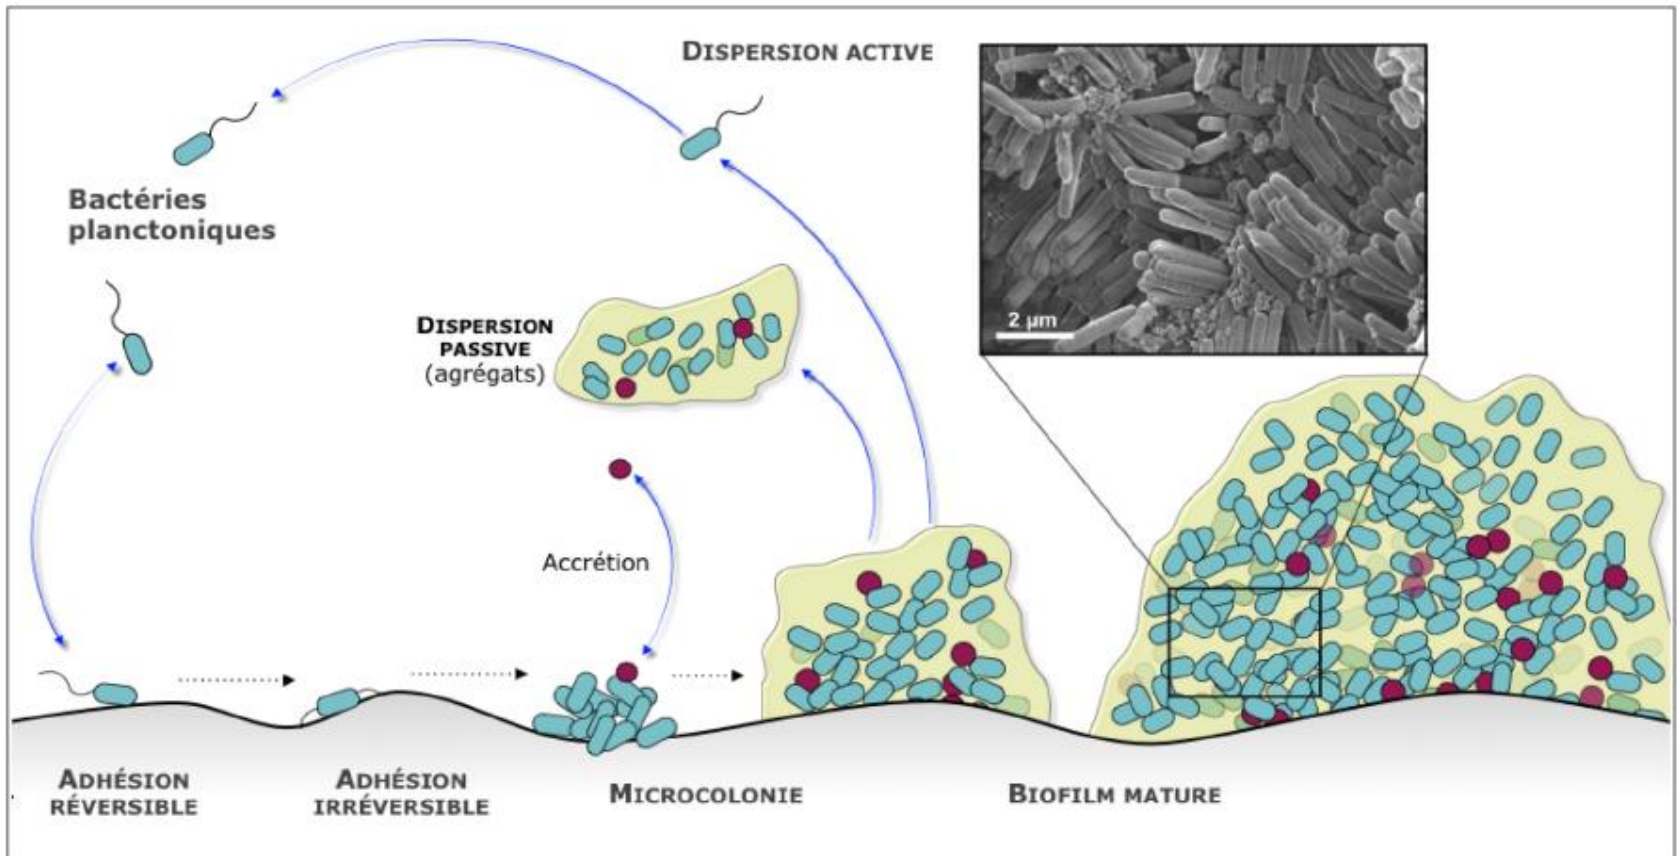 DISPERSION ACTIVE
Bactéries
planctoniques
DISPERSION
PASSIVE
(agrégats)
2 µm
Accrétion
ADHÉSION
RÉVERSIBLE
ADHÉSION
IRRÉVERSIBLE
MICROCOLONIE
BIOFILM MATURE